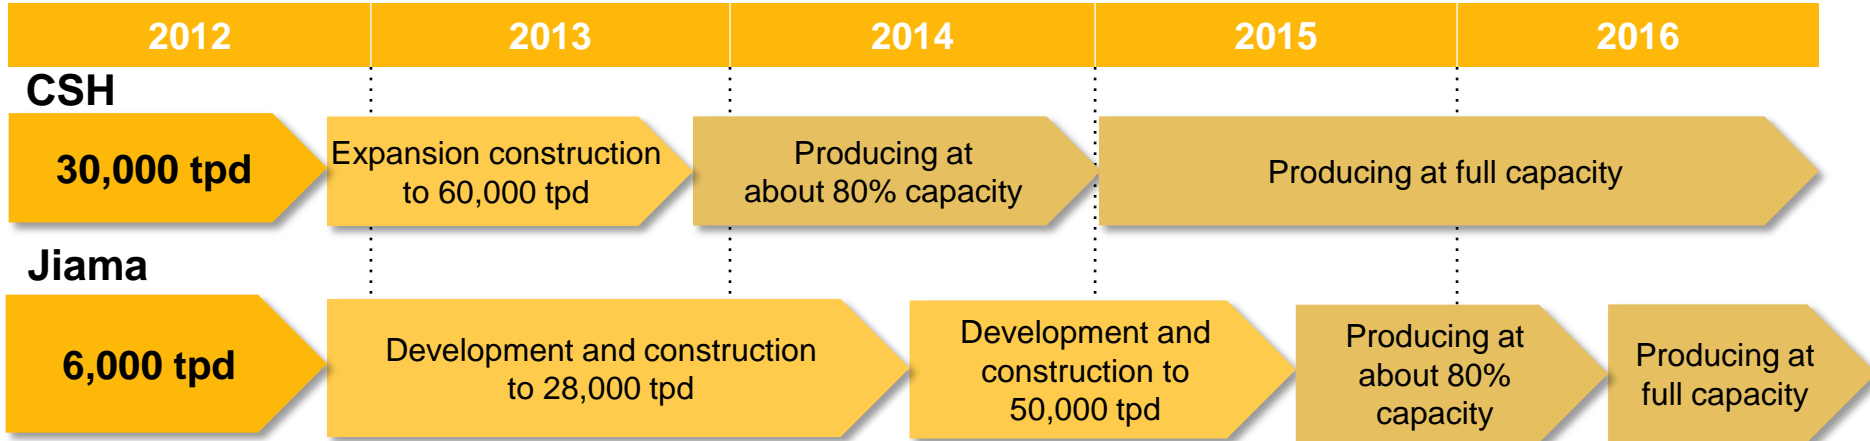 2012 2013 2014 2015 2016
CSH
30,000 tpd
Expansion construction
to 60,000 tpd
Producing at
about 80% capacity
Producing at full capacity
Jiama
6,000 tpd
Development and construction
to 28,000 tpd
Development and
construction to
50,000 tpd
Producing at
about 80%
capacity
Producing at
full capacity